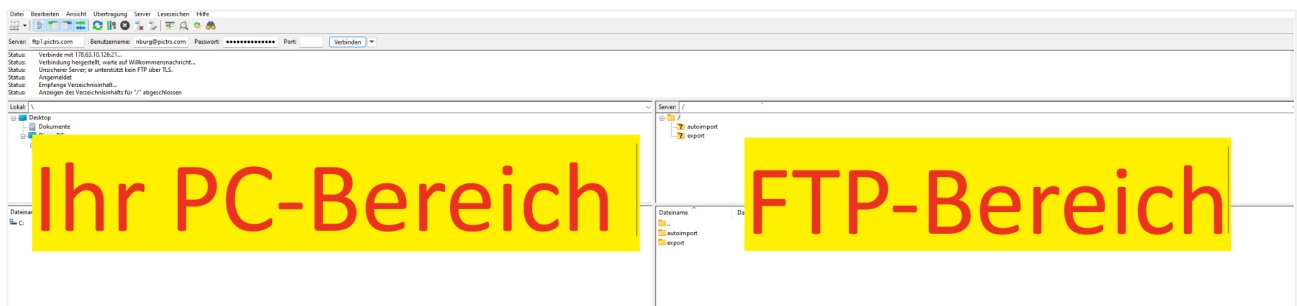 Datei Bearbeiten Ansicht Übertragung Server Lesezeichen Hilfe
Server: ftp1.pictrs.com Benutzername: nburg@pictrs.com Passwort: ●●●●●●●●●●●●●● Port: Verbinden
Status: Verbinde mit 178.63.10.126:21...
Status: Verbindung hergestellt, warte auf Willkommensnachricht...
Status: Unsicherer Server; er unterstützt kein FTP über TLS.
Status: Angemeldet
Status: Empfange Verzeichnisinhalt...
Status: Anzeigen des Verzeichnisinhalts für "/" abgeschlossen
Lokal: \
Desktop
Dokumente
Ihr PC-Bereich
C:
Server: /
/
autoimport
export
FTP-Bereich
Dateiname
..
autoimport
export